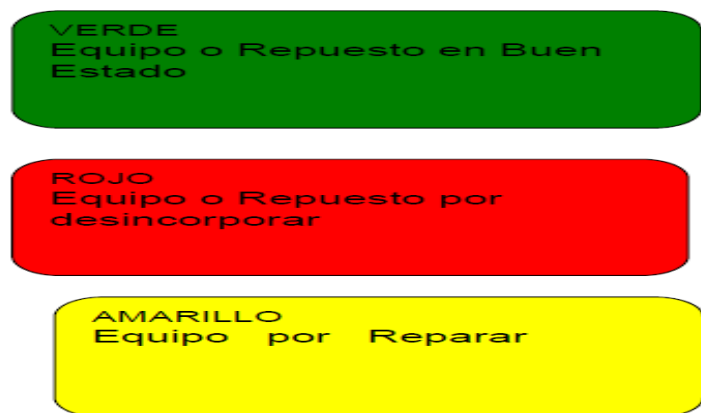 VERDE
Equipo o Repuesto en Buen
Estado
ROJO
Equipo o Repuesto por
desincorporar
AMARILLO
Equipo por Reparar